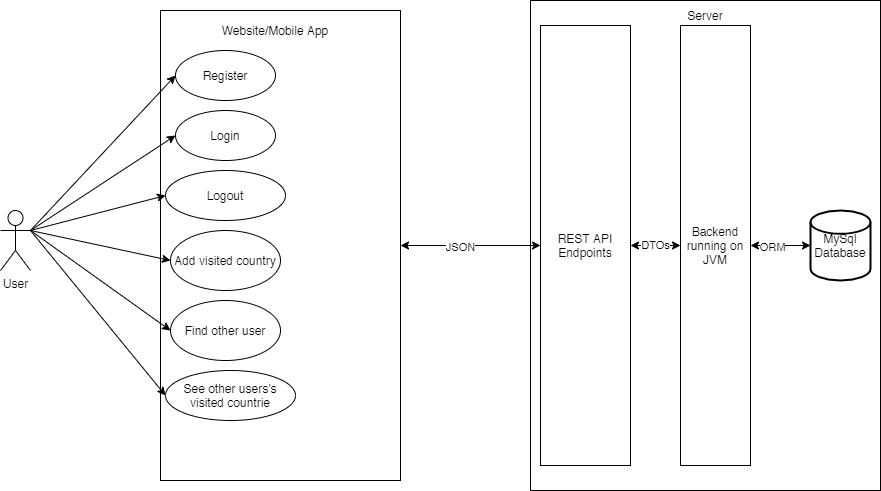 Website/Mobile App
Register
Login
Logout
Add visited country
Find other user
See other users's
visited countrie
User
JSON
Server
REST API
Endpoints
DTOs
Backend
running on
JVM
ORM
MySql
Database